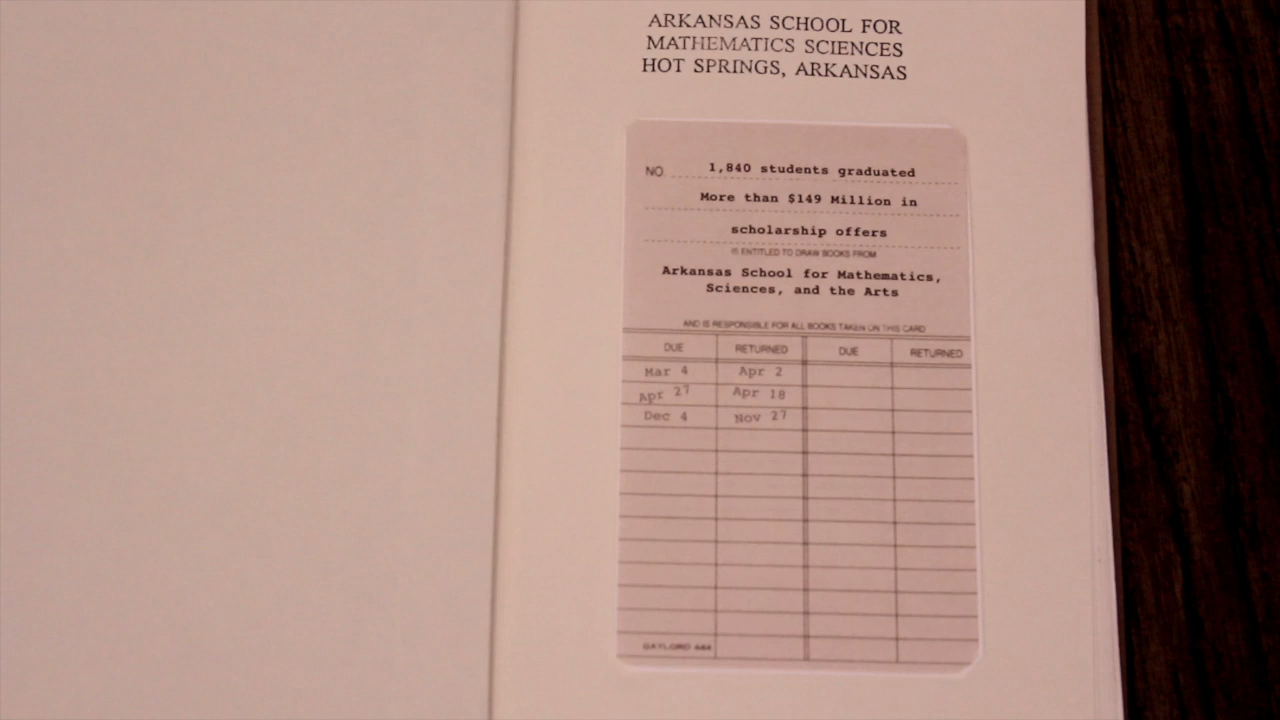 ARKANSAS SCHOOL FOR
MATHEMATICS SCIENCES
HOT SPRINGS, ARKANSAS
NO. 1,840 students graduated
More than $149 Million in
scholarship offers
IS ENTITLED TO DRAW BOOKS FROM
Arkansas School for Mathematics,
Sciences, and the Arts
AND IS RESPONSIBLE FOR ALL BOOKS TAKEN ON THIS CARD
DUE RETURNED DUE RETURNED
Mar 4 Apr 2
Apr 27 Apr 18
Dec 4 Nov 27
GAYLORD